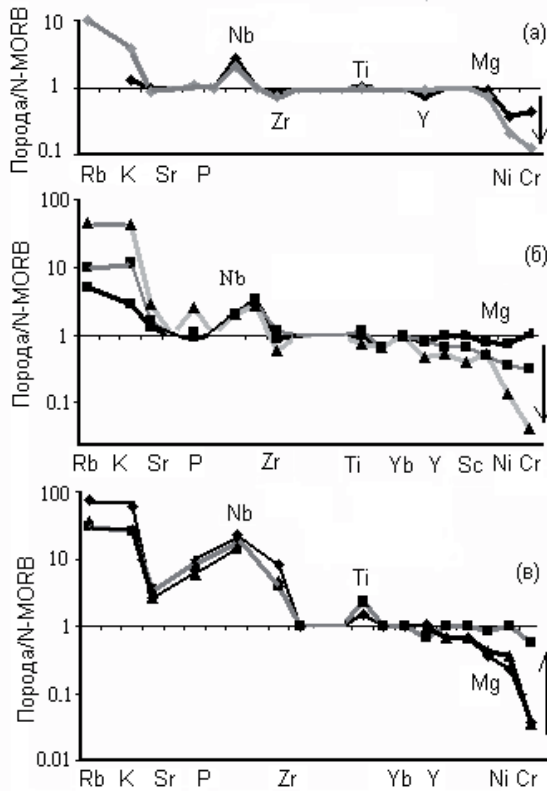 Порода/N-MORB
10
1
0.1
(а)
Nb
Ti
Mg
Zr
Y
Rb K Sr P Ni Cr
Порода/N-MORB
100
10
1
0.1
(б)
Nb
Mg
Rb K Sr P Zr Ti Yb Y Sc Ni Cr
Порода/N-MORB
100
10
1
0.1
0.01
(в)
Nb
Ti
Mg
Rb K Sr P Zr Yb Y Ni Cr